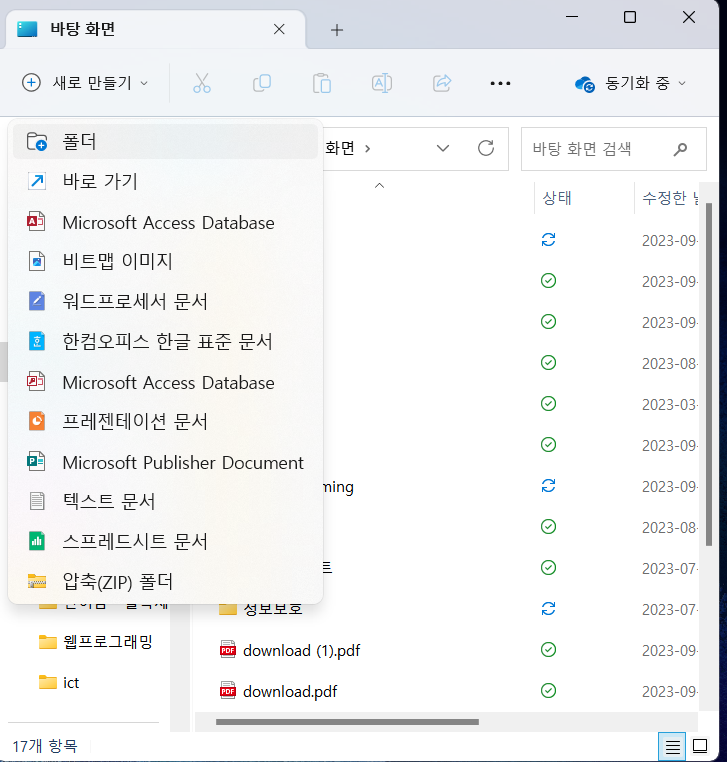 바탕 화면
새로 만들기
동기화 중
화면
바탕 화면 검색
폴더
바로 가기
Microsoft Access Database
비트맵 이미지
워드프로세서 문서
한컴오피스 한글 표준 문서
Microsoft Access Database
프레젠테이션 문서
Microsoft Publisher Document
텍스트 문서
스프레드시트 문서
압축(ZIP) 폴더
상태
수정한
2023-09-
2023-09-
2023-09-
2023-08-
2023-03-
2023-09-
ming
2023-09-
2023-08-
트
2023-07-
정보보호
2023-07-
웹프로그래밍
download (1).pdf
2023-09-
ict
download.pdf
2023-09-
17개 항목